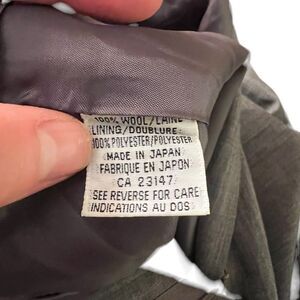 100% WOOL/LAINE
LINING/DOUBLURE:
100% POLYESTER/POLYESTER
MADE IN JAPAN
FABRIQUE EN JAPON
CA 23147
SEE REVERSE FOR CARE
INDICATIONS AU DOS